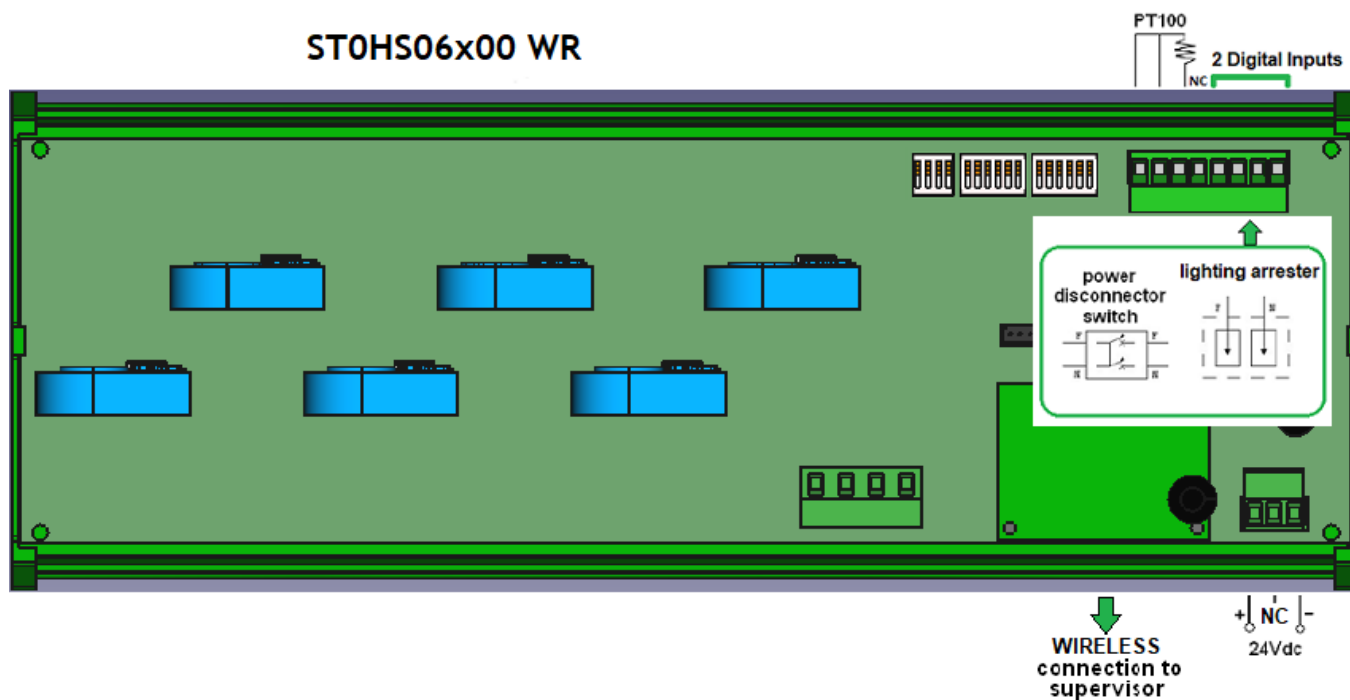 ST0HS06x00 WR
PT100
NC
2 Digital Inputs
power
disconnector
switch
F
F
N
N
lighting arrester
F
N
+ NC -
24Vdc
WIRELESS
connection to
supervisor